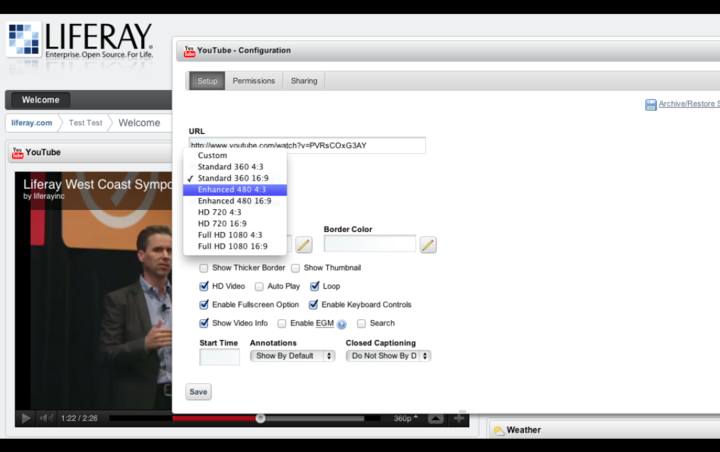 LIFERAY.
Enterprise. Open Source. For Life.
Welcome
liferay.com
Test Test
Welcome
YouTube
Liferay West Coast Sympo
by liferayinc
1:22 / 2:26
360p
You Tube
YouTube - Configuration
Setup
Permissions
Sharing
Archive/Restore S
URL
http://www.youtube.com/watch?v=PVRsCOxG3AY
Custom
Standard 360 4:3
✓ Standard 360 16:9
Enhanced 480 4:3
Enhanced 480 16:9
HD 720 4:3
HD 720 16:9
Full HD 1080 4:3
Full HD 1080 16:9
Border Color
Show Thicker Border
Show Thumbnail
HD Video
Auto Play
Loop
Enable Fullscreen Option
Enable Keyboard Controls
Show Video Info
Enable EGM
Search
Start Time
Annotations
Closed Captioning
Show By Default
Do Not Show By D
Save
Weather